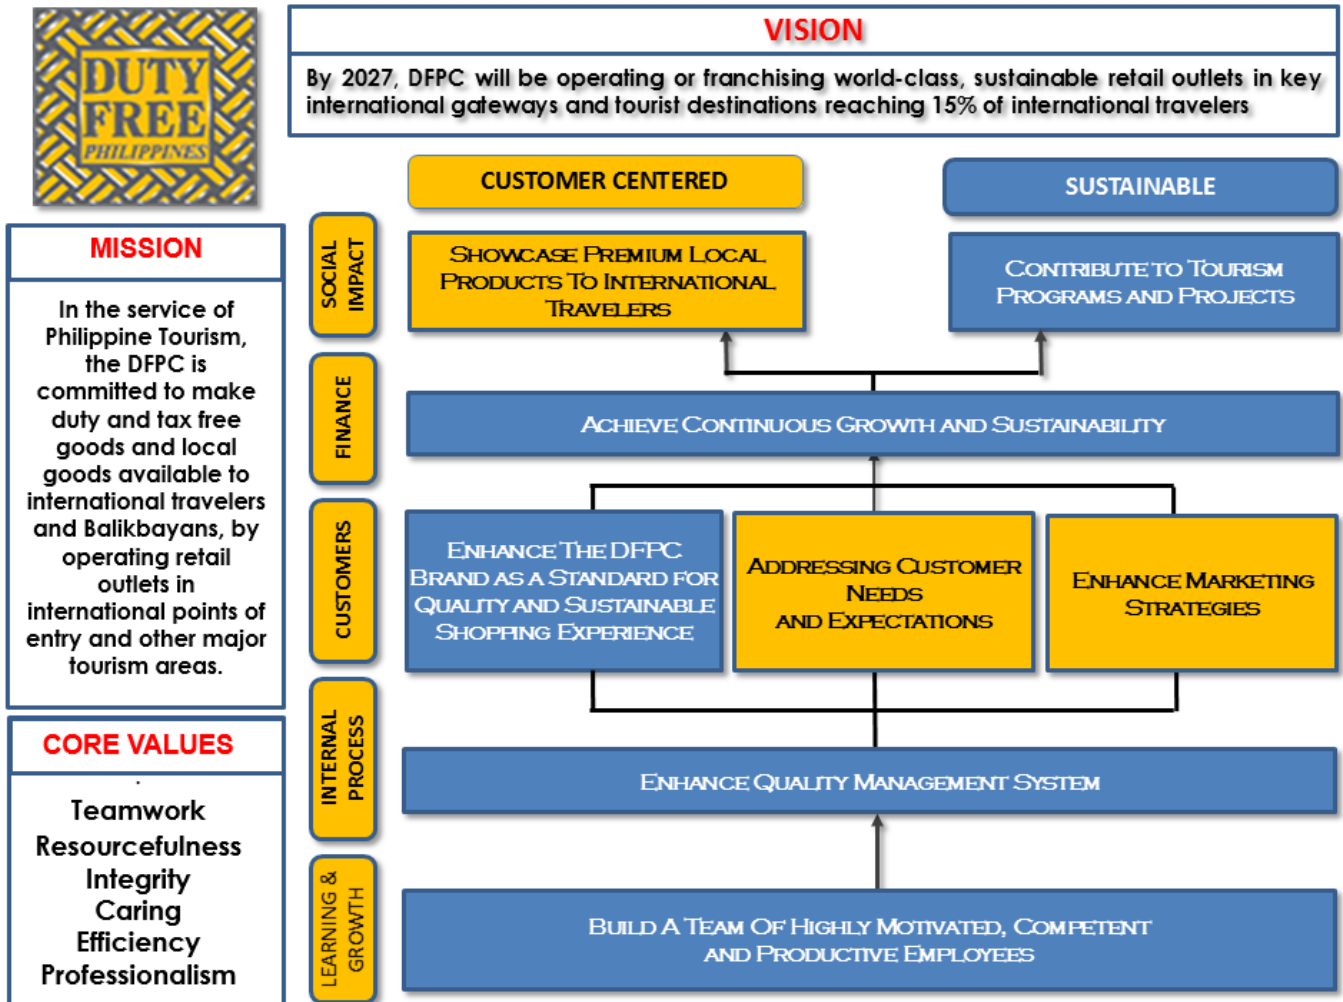 DUTY
FREE
PHILIPPINES
VISION
By 2027, DFPC will be operating or franchising world-class, sustainable retail outlets in key
international gateways and tourist destinations reaching 15% of international travelers
MISSION
In the service of
Philippine Tourism,
the DFPC is
committed to make
duty and tax free
goods and local
goods available to
international travelers
and Balikbayans, by
operating retail
outlets in
international points of
entry and other major
tourism areas.
CORE VALUES
.
Teamwork
Resourcefulness
Integrity
Caring
Efficiency
Professionalism
CUSTOMER CENTERED
SUSTAINABLE
SOCIAL
IMPACT
SHOWCASE PREMIUM LOCAL
PRODUCTS TO INTERNATIONAL
TRAVELERS
CONTRIBUTE TO TOURISM
PROGRAMS AND PROJECTS
FINANCE
ACHIEVE CONTINUOUS GROWTH AND SUSTAINABILITY
CUSTOMERS
ENHANCE THE DFPC
BRAND AS A STANDARD FOR
QUALITY AND SUSTAINABLE
SHOPPING EXPERIENCE
ADDRESSING CUSTOMER
NEEDS
AND EXPECTATIONS
ENHANCE MARKETING
STRATEGIES
INTERNAL
PROCESS
ENHANCE QUALITY MANAGEMENT SYSTEM
LEARNING &
GROWTH
BUILD A TEAM OF HIGHLY MOTIVATED, COMPETENT
AND PRODUCTIVE EMPLOYEES